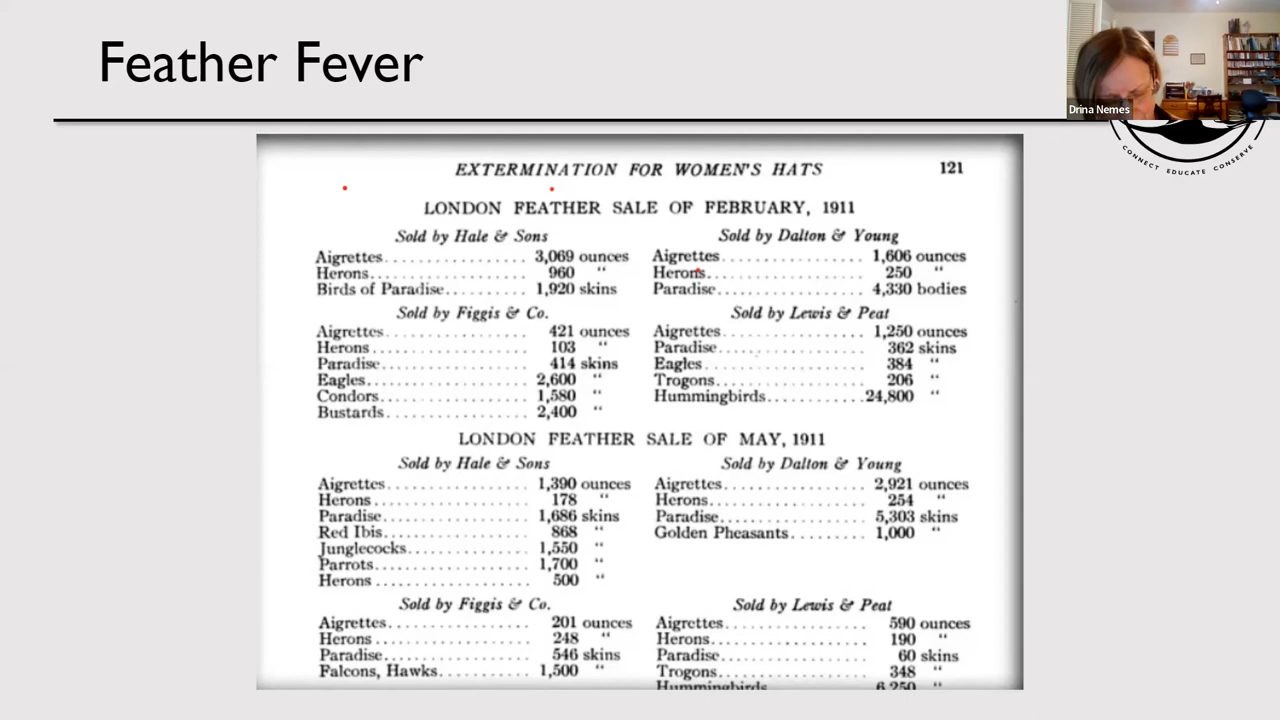 Feather Fever
Drina Nemes
CONNECT EDUCATE CONSERVE
EXTERMINATION FOR WOMEN'S HATS 121
LONDON FEATHER SALE OF FEBRUARY, 1911
Sold by Hale & Sons
Aigrettes.................. 3,069 ounces
Herons.................... 960 "
Birds of Paradise.......... 1,920 skins
Sold by Dalton & Young
Aigrettes.................. 1,606 ounces
Herons.................... 250 "
Paradise.................. 4,330 bodies
Sold by Figgis & Co.
Aigrettes.................. 421 ounces
Herons.................... 103 "
Paradise.................. 414 skins
Eagles.................... 2,600 "
Condors................... 1,580 "
Bustards.................. 2,400 "
Sold by Lewis & Peat
Aigrettes.................. 1,250 ounces
Paradise.................. 362 skins
Eagles.................... 384 "
Trogons................... 206 "
Hummingbirds.............. 24,800 "
LONDON FEATHER SALE OF MAY, 1911
Sold by Hale & Sons
Aigrettes.................. 1,390 ounces
Herons.................... 178 "
Paradise.................. 1,686 skins
Red Ibis.................. 868 "
Junglecocks............... 1,550 "
Parrots................... 1,700 "
Herons.................... 500 "
Sold by Dalton & Young
Aigrettes.................. 2,921 ounces
Herons.................... 254 "
Paradise.................. 5,303 skins
Golden Pheasants.......... 1,000 "
Sold by Figgis & Co.
Aigrettes.................. 201 ounces
Herons.................... 248 "
Paradise.................. 546 skins
Falcons, Hawks............ 1,500 "
Sold by Lewis & Peat
Aigrettes.................. 590 ounces
Herons.................... 190 "
Paradise.................. 60 skins
Trogons................... 348 "
Hummingbirds.............. 6,250 "